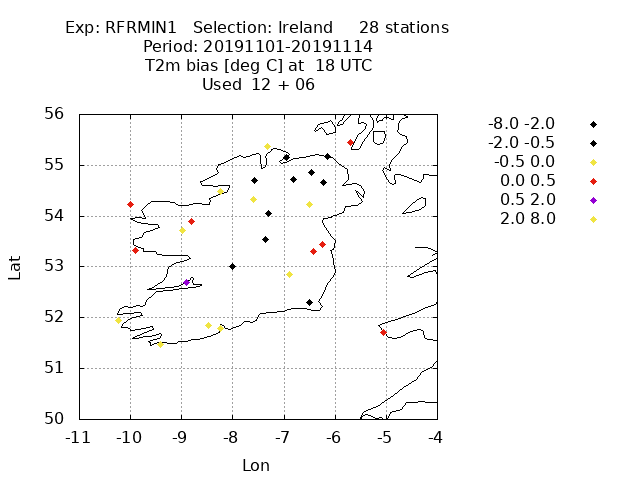 Exp: RFRMIN1 Selection: Ireland 28 stations
Period: 20191101-20191114
T2m bias [deg C] at 18 UTC
Used 12 + 06
56
55
54
53
52
51
50
-11 -10 -9 -8 -7 -6 -5 -4
Lat
Lon
-8.0 -2.0
-2.0 -0.5
-0.5 0.0
0.0 0.5
0.5 2.0
2.0 8.0